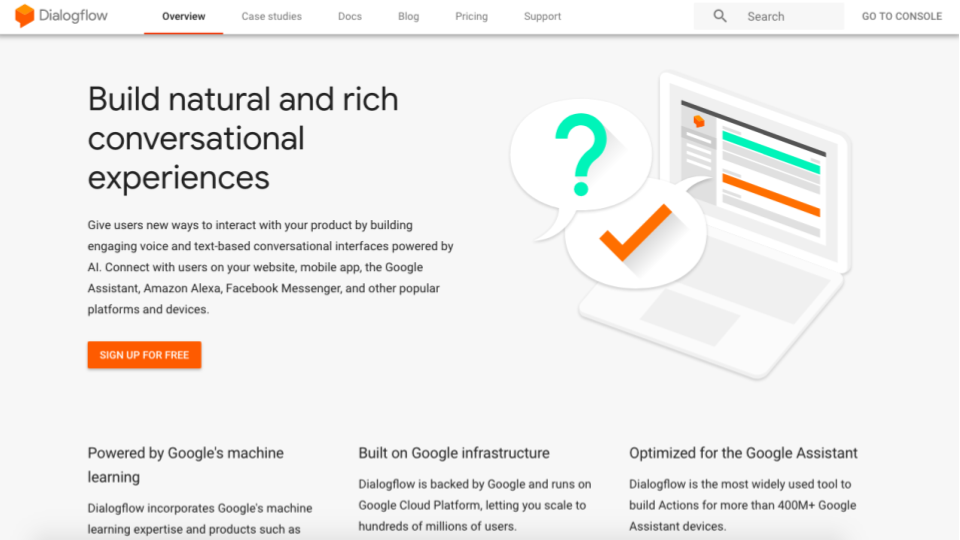 Dialogflow Overview Case studies Docs Blog Pricing Support Search GO TO CONSOLE
Build natural and rich
conversational
experiences
Give users new ways to interact with your product by building
engaging voice and text-based conversational interfaces powered by
AI. Connect with users on your website, mobile app, the Google
Assistant, Amazon Alexa, Facebook Messenger, and other popular
platforms and devices.
SIGN UP FOR FREE
?
Powered by Google's machine
learning
Dialogflow incorporates Google's machine
learning expertise and products such as
Built on Google infrastructure
Dialogflow is backed by Google and runs on
Google Cloud Platform, letting you scale to
hundreds of millions of users.
Optimized for the Google Assistant
Dialogflow is the most widely used tool to
build Actions for more than 400M+ Google
Assistant devices.